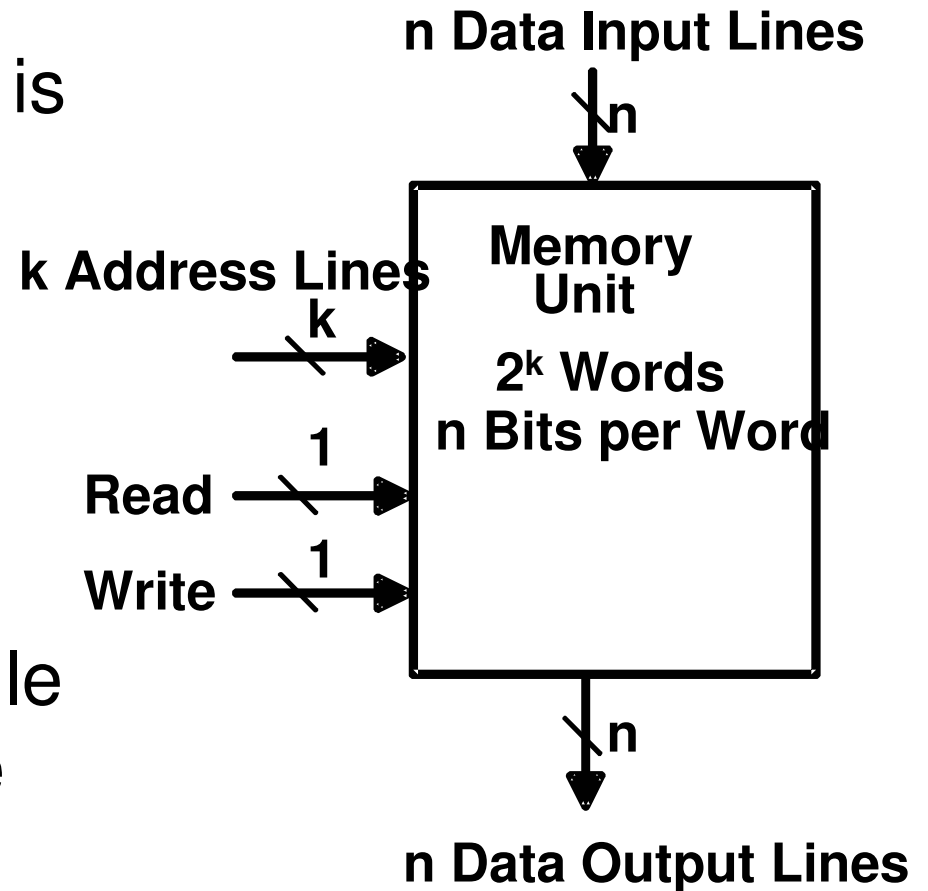 n Data Input Lines
is
n
Memory
Unit
k Address Lines
k
2ᵏ Words
n Bits per Word
1
Read
1
Write
le
n
e
n Data Output Lines